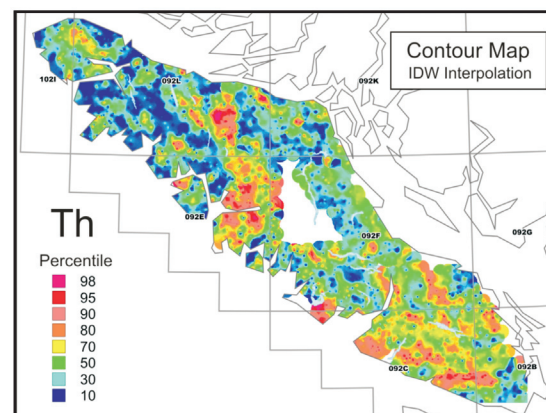 Contour Map
IDW Interpolation
102I
092L
092K
092E
092F
092G
092C
092B
Th
Percentile
98
95
90
80
70
50
30
10